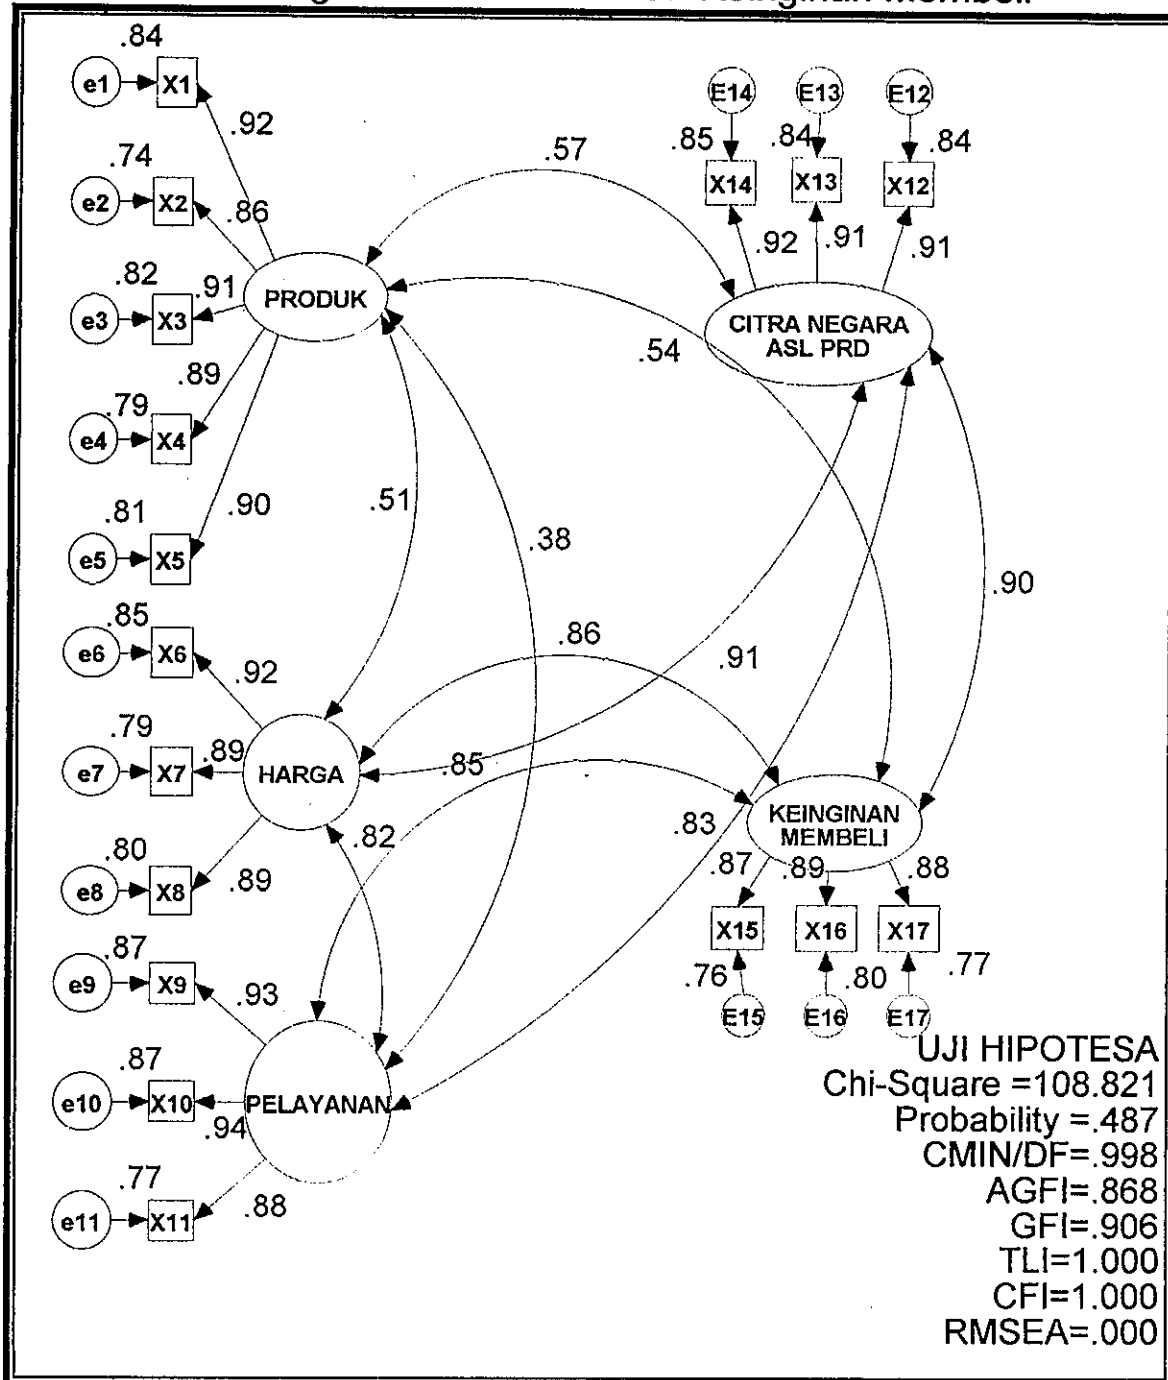 .84
e1
X1
.92
.74
e2
X2
.86
.82
e3
X3
.91
.89
.79
e4
X4
.81
e5
X5
.90
PRODUK
.57
E14
E13
E12
.85
.84
.84
X14
X13
X12
.92
.91
.91
CITRA NEGARA
ASL PRD
.54
.51
.38
.90
.85
e6
X6
.92
.79
e7
X7
.89
HARGA
.80
e8
X8
.89
.86
.91
.85
.82
.83
KEINGINAN
MEMBELI
.87
.89
.88
X15
X16
X17
.76
.80
.77
E15
E16
E17
.87
e9
X9
.93
.87
e10
X10
.94
PELAYANAN
.77
e11
X11
.88
UJI HIPOTESA
Chi-Square =108.821
Probability =.487
CMIN/DF=.998
AGFI=.868
GFI=.906
TLI=1.000
CFI=1.000
RMSEA=.000